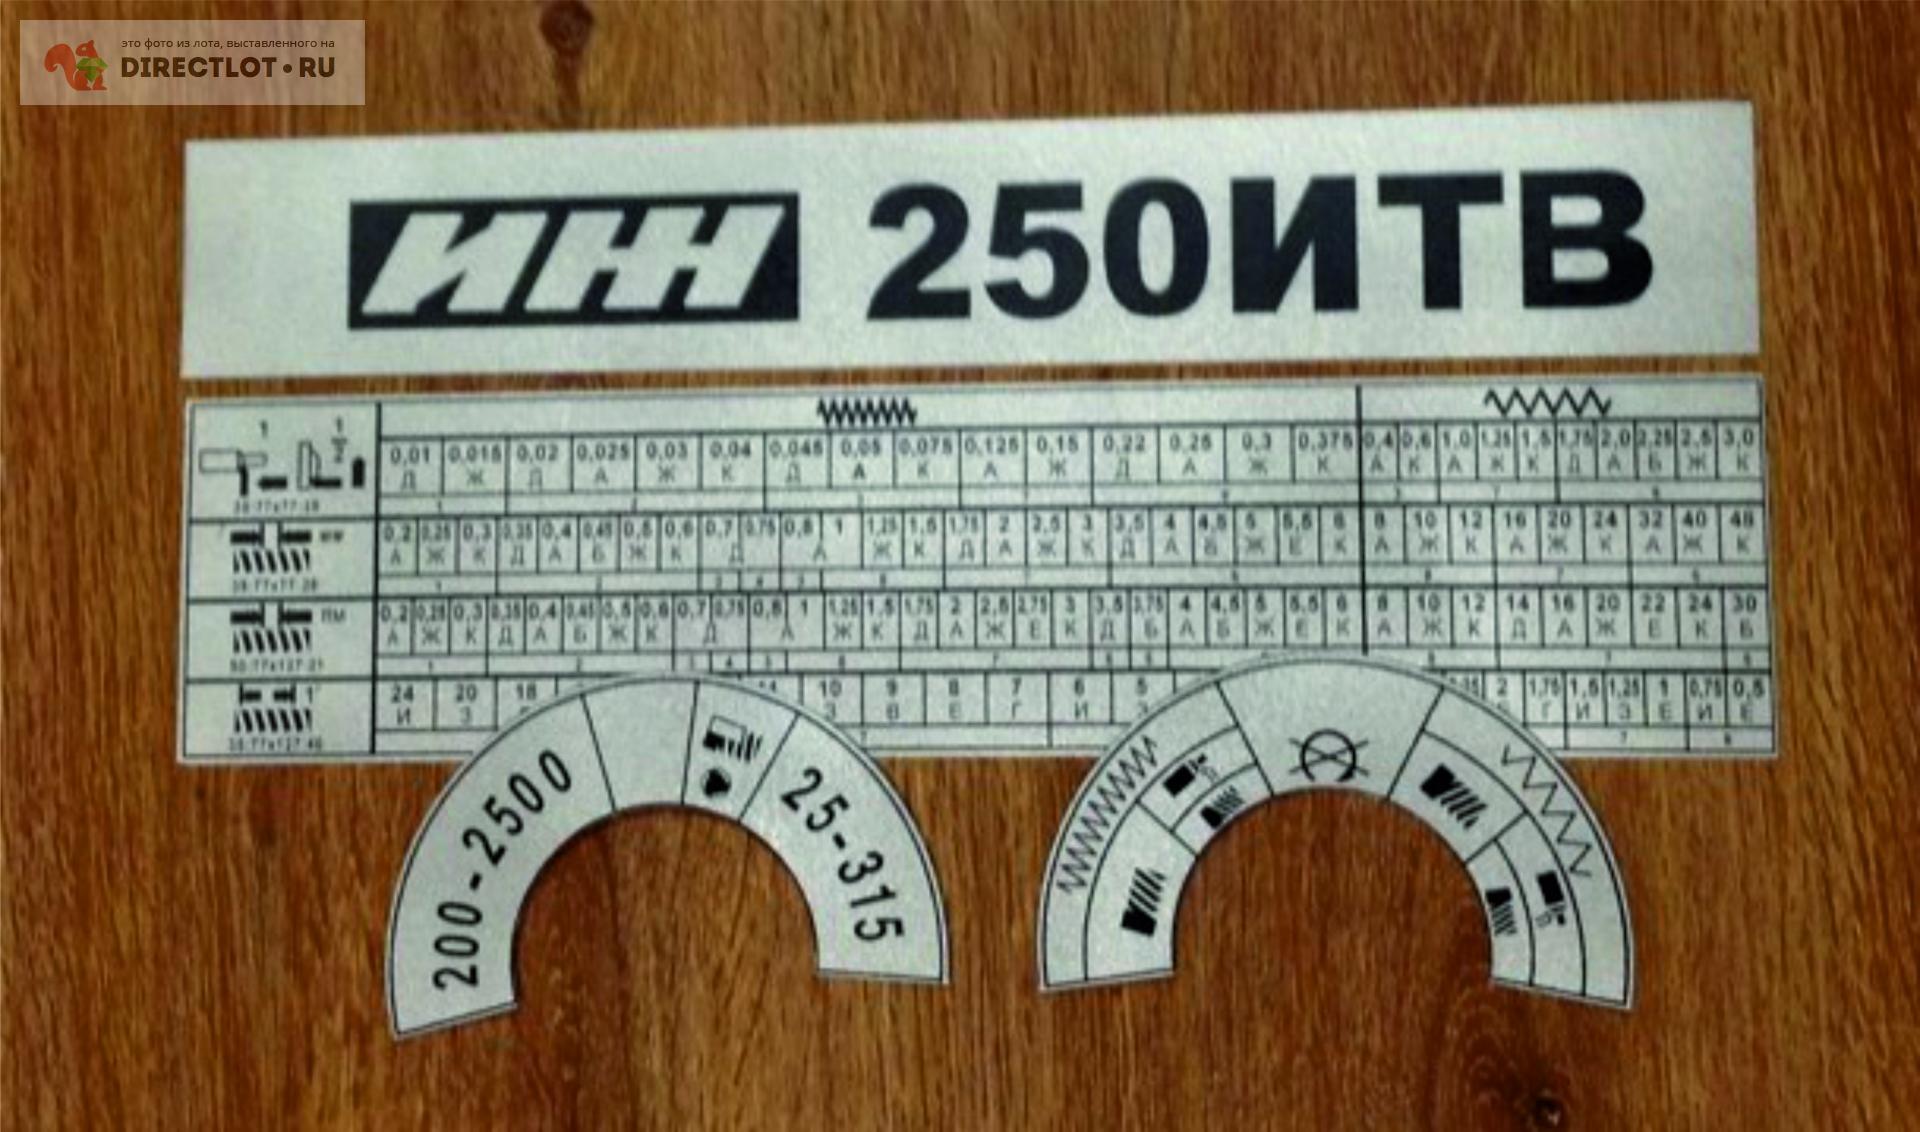 это фото из лота, выставленного на
DIRECTLOT.RU
ИЖ 250ИТВ
1 1/2
0,01 0,015 0,02 0,025 0,03 0,04 0,045 0,05 0,075 0,125 0,15 0,22 0,25 0,3 0,375 0,4 0,6 1,0 1,25 1,5 1,75 2,0 2,25 2,5 3,0
Д Ж Д А Ж К Д А К А Ж Д А Ж К А К А Ж К Д А Б Ж К
0,2 0,25 0,3 0,35 0,4 0,45 0,5 0,6 0,7 0,75 0,8 1 1,25 1,5 1,75 2 2,5 3 3,5 4 4,5 5 5,5 6 8 10 12 16 20 24 32 40 48
А Ж К Д А Б Ж К Д А Ж К Д А Ж К Д А Б Ж Е К А Ж К А Ж К А Ж К
ПМ
0,2 0,25 0,3 0,35 0,4 0,45 0,5 0,6 0,7 0,75 0,8 1 1,25 1,5 1,75 2 2,5 2,75 3 3,5 3,75 4 4,5 5 5,5 6 8 10 12 14 16 20 22 24 30
А Ж К Д А Б Ж К Д А Ж К Д А Ж Е К Д Б А Б Ж Е К А Ж К Д А Ж Е К Б
1"
24 20 18 10 9 8 7 6 5 2 1,75 1,5 1,25 1 0,75 0,5
И З З В Е Г И Г И З Е И Е
200-2500
25-315